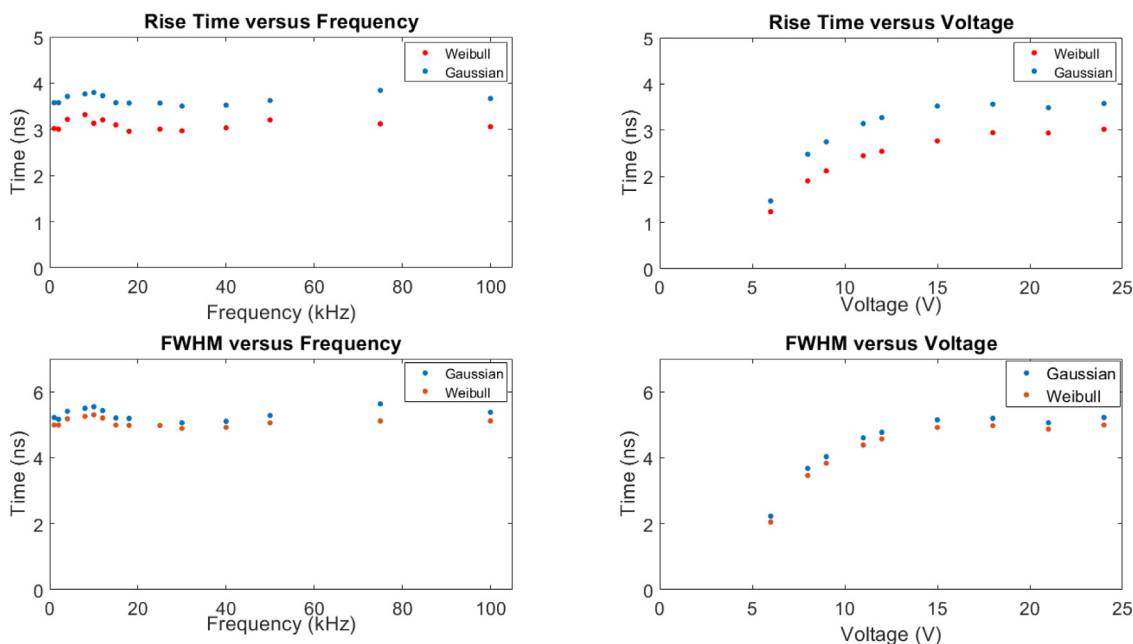 Rise Time versus Frequency
5
4
3
2
1
0
Time (ns)
Weibull
Gaussian
0 20 40 60 80 100
Frequency (kHz)
Rise Time versus Voltage
5
4
3
2
1
0
Time (ns)
Weibull
Gaussian
0 5 10 15 20 25
Voltage (V)
FWHM versus Frequency
6
4
2
0
Time (ns)
Gaussian
Weibull
0 20 40 60 80 100
Frequency (kHz)
FWHM versus Voltage
6
4
2
0
Time (ns)
Gaussian
Weibull
0 5 10 15 20 25
Voltage (V)